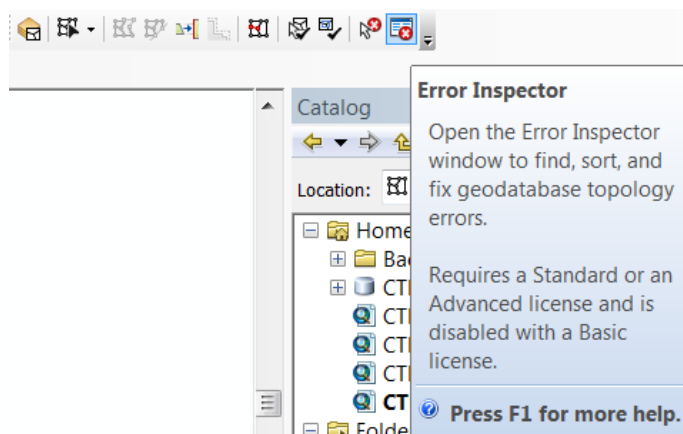 Error Inspector
Open the Error Inspector
window to find, sort, and
fix geodatabase topology
errors.
Requires a Standard or an
Advanced license and is
disabled with a Basic
license.
Press F1 for more help.
Catalog
Location:
Home
Ba
CT
CT
CT
CT
CT
Folde